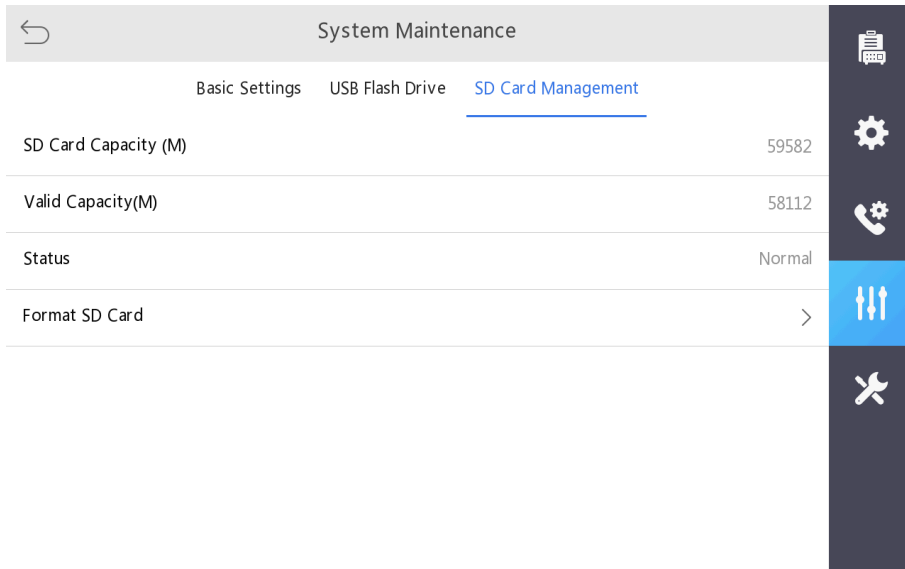 System Maintenance
Basic Settings USB Flash Drive SD Card Management
SD Card Capacity (M) 59582
Valid Capacity(M) 58112
Status Normal
Format SD Card